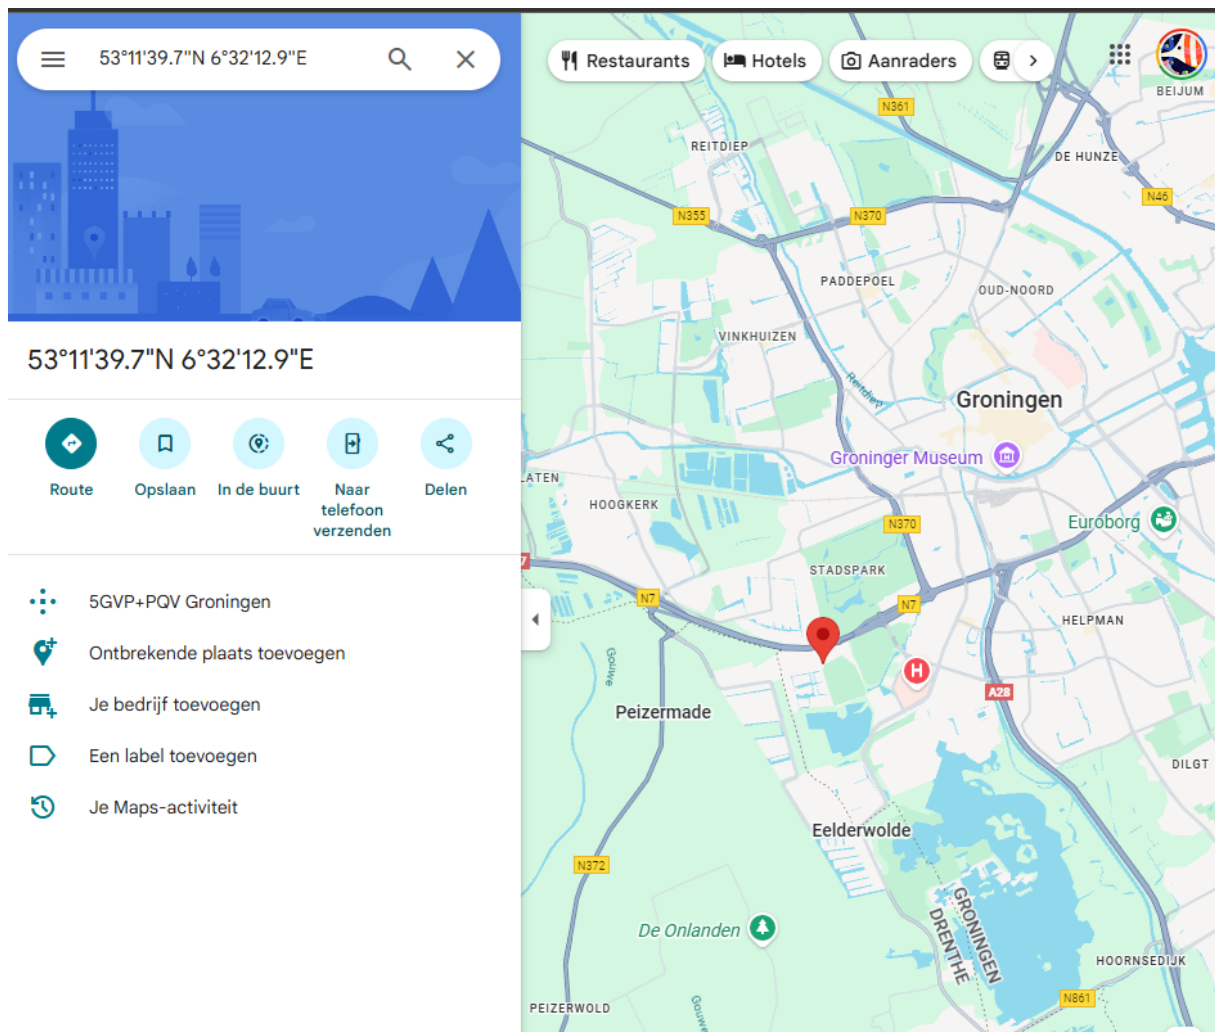 53°11'39.7"N 6°32'12.9"E
53°11'39.7"N 6°32'12.9"E
Route
Opslaan
In de buurt
Naar
telefoon
verzenden
Delen
5GVP+PQV Groningen
Ontbrekende plaats toevoegen
Je bedrijf toevoegen
Een label toevoegen
Je Maps-activiteit
Restaurants
Hotels
Aanraders
BEIJUM
N361
REITDIEP
DE HUNZE
N46
N355
N370
PADDEPOEL
OUD-NOORD
VINKHUIZEN
Reitdiep
Groningen
Groninger Museum
LATEN
HOOGKERK
N370
Euroborg
7
STADSPARK
N7
N7
HELPMAN
Gouwe
H
A28
Peizermade
DILGT
Eelderwolde
N372
GRONINGEN
DRENTHE
De Onlanden
HOORNSEDIJK
N861
PEIZERWOLD
Gouwe